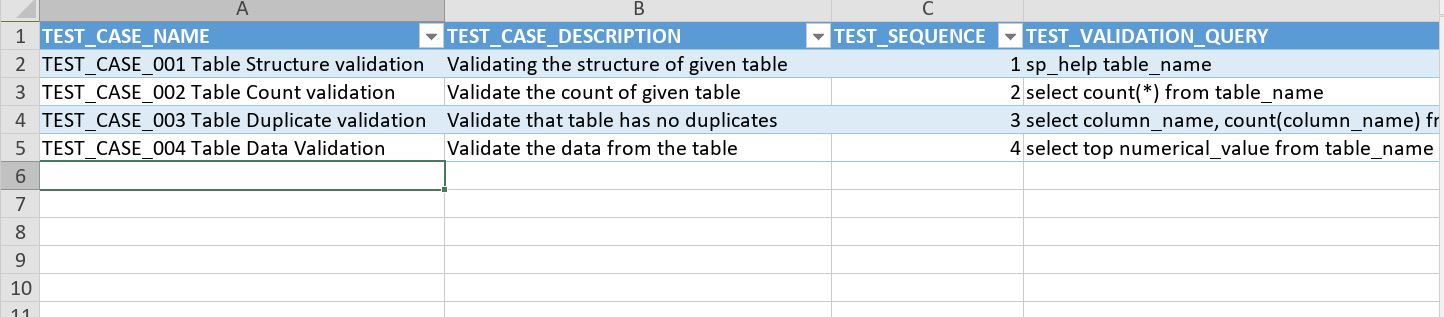 A B C
1 TEST_CASE_NAME TEST_CASE_DESCRIPTION TEST_SEQUENCE TEST_VALIDATION_QUERY
2 TEST_CASE_001 Table Structure validation Validating the structure of given table 1 sp_help table_name
3 TEST_CASE_002 Table Count validation Validate the count of given table 2 select count(*) from table_name
4 TEST_CASE_003 Table Duplicate validation Validate that table has no duplicates 3 select column_name, count(column_name) fr
5 TEST_CASE_004 Table Data Validation Validate the data from the table 4 select top numerical_value from table_name
6
7
8
9
10
11